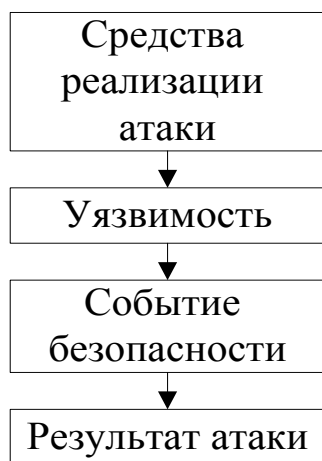 Средства
реализации
атаки
Уязвимость
Событие
безопасности
Результат атаки